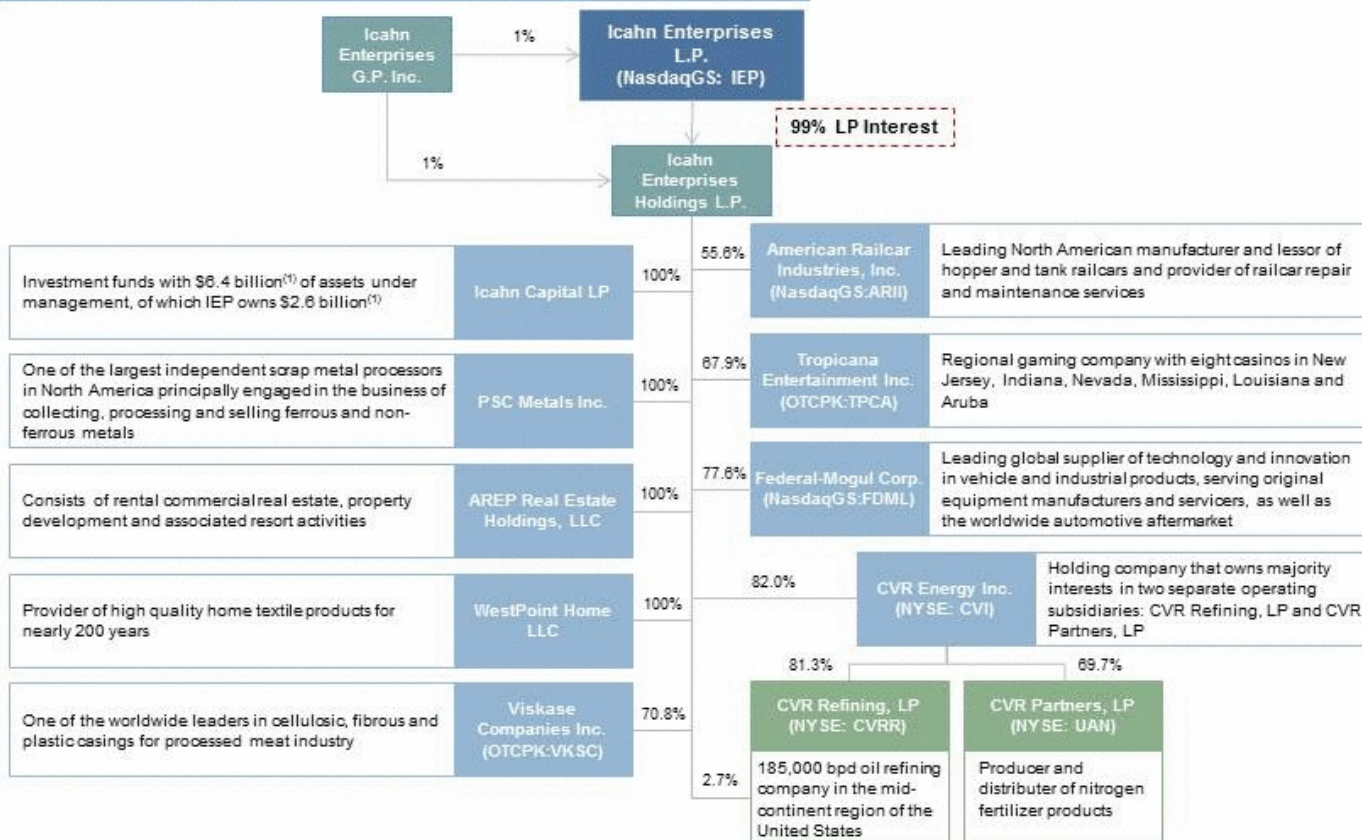 Icahn
Enterprises
G.P. Inc.
1%
Icahn Enterprises
L.P.
(NasdaqGS: IEP)
99% LP Interest
1%
Icahn
Enterprises
Holdings L.P.
Investment funds with $6.4 billion(1) of assets under
management, of which IEP owns $2.6 billion(1)
Icahn Capital LP
100%
One of the largest independent scrap metal processors
in North America principally engaged in the business of
collecting, processing and selling ferrous and non-
ferrous metals
PSC Metals Inc.
100%
Consists of rental commercial real estate, property
development and associated resort activities
AREP Real Estate
Holdings, LLC
100%
Provider of high quality home textile products for
nearly 200 years
WestPoint Home
LLC
100%
One of the worldwide leaders in cellulosic, fibrous and
plastic casings for processed meat industry
Viskase
Companies Inc.
(OTCPK:VKSC)
70.8%
55.6%
American Railcar
Industries, Inc.
(NasdaqGS:ARII)
Leading North American manufacturer and lessor of
hopper and tank railcars and provider of railcar repair
and maintenance services
67.9%
Tropicana
Entertainment Inc.
(OTCPK:TPCA)
Regional gaming company with eight casinos in New
Jersey, Indiana, Nevada, Mississippi, Louisiana and
Aruba
77.6%
Federal-Mogul Corp.
(NasdaqGS:FDML)
Leading global supplier of technology and innovation
in vehicle and industrial products, serving original
equipment manufacturers and servicers, as well as
the worldwide automotive aftermarket
82.0%
CVR Energy Inc.
(NYSE: CVI)
Holding company that owns majority
interests in two separate operating
subsidiaries: CVR Refining, LP and CVR
Partners, LP
81.3%
69.7%
CVR Refining, LP
(NYSE: CVRR)
2.7%
185,000 bpd oil refining
company in the mid-
continent region of the
United States
CVR Partners, LP
(NYSE: UAN)
Producer and
distributer of nitrogen
fertilizer products